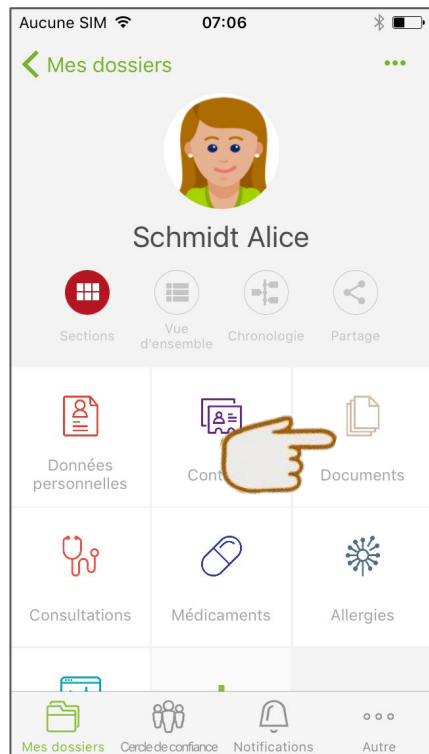 Aucune SIM 07:06
Mes dossiers
Schmidt Alice
Sections
Vue
d'ensemble
Chronologie
Partage
Données
personnelles
Documents
Consultations
Médicaments
Allergies
Mes dossiers
Cercle de confiance
Notifications
Autre